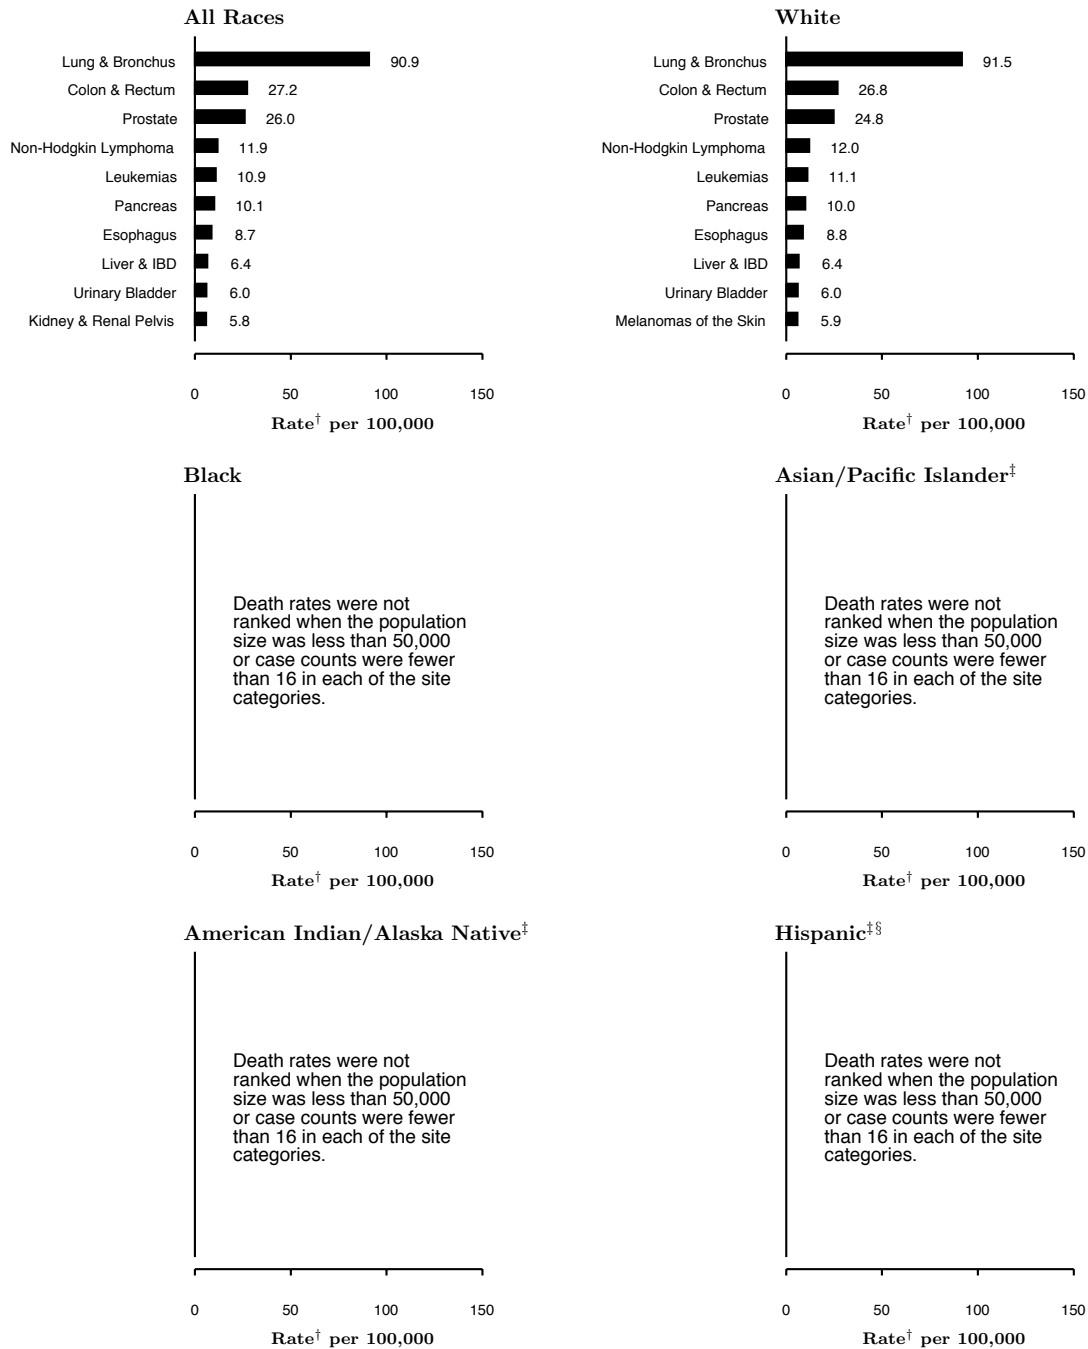 All Races
Lung & Bronchus 90.9
Colon & Rectum 27.2
Prostate 26.0
Non-Hodgkin Lymphoma 11.9
Leukemias 10.9
Pancreas 10.1
Esophagus 8.7
Liver & IBD 6.4
Urinary Bladder 6.0
Kidney & Renal Pelvis 5.8
0 50 100 150
Rate† per 100,000
White
Lung & Bronchus 91.5
Colon & Rectum 26.8
Prostate 24.8
Non-Hodgkin Lymphoma 12.0
Leukemias 11.1
Pancreas 10.0
Esophagus 8.8
Liver & IBD 6.4
Urinary Bladder 6.0
Melanomas of the Skin 5.9
0 50 100 150
Rate† per 100,000
Black
Death rates were not
ranked when the population
size was less than 50,000
or case counts were fewer
than 16 in each of the site
categories.
0 50 100 150
Rate† per 100,000
Asian/Pacific Islander‡
Death rates were not
ranked when the population
size was less than 50,000
or case counts were fewer
than 16 in each of the site
categories.
0 50 100 150
Rate† per 100,000
American Indian/Alaska Native‡
Death rates were not
ranked when the population
size was less than 50,000
or case counts were fewer
than 16 in each of the site
categories.
0 50 100 150
Rate† per 100,000
Hispanic‡§
Death rates were not
ranked when the population
size was less than 50,000
or case counts were fewer
than 16 in each of the site
categories.
0 50 100 150
Rate† per 100,000